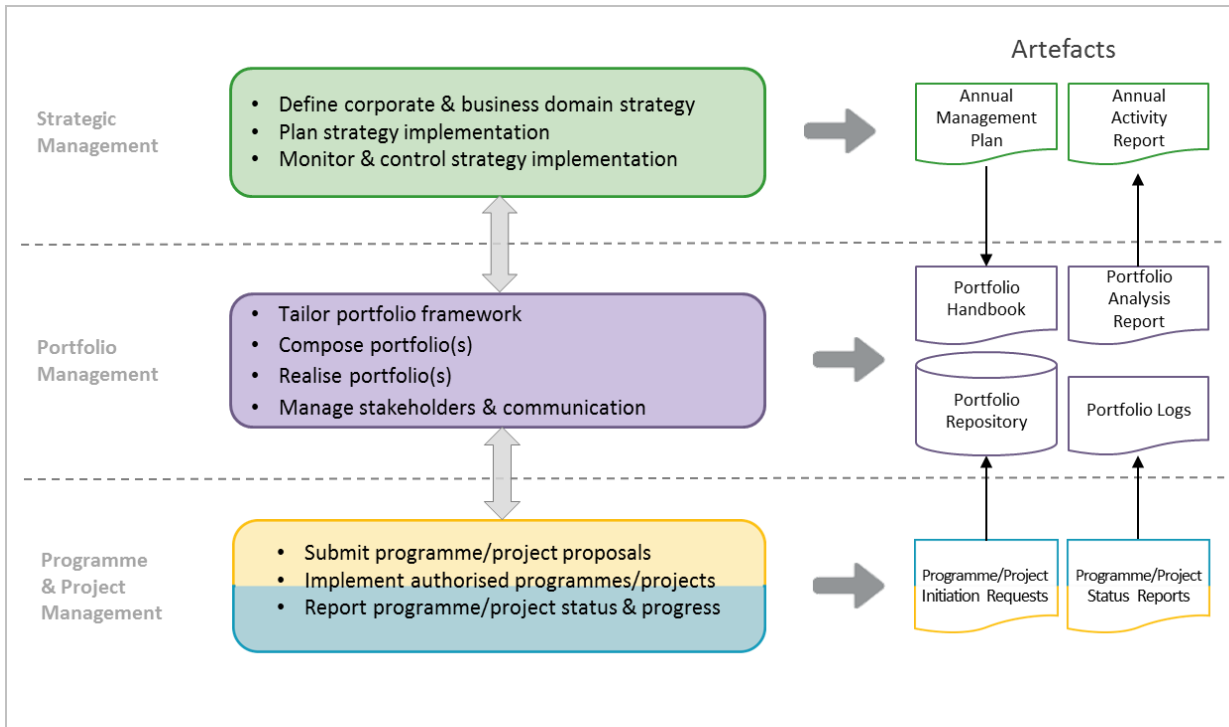 Artefacts
Strategic
Management
• Define corporate & business domain strategy
• Plan strategy implementation
• Monitor & control strategy implementation
Annual
Management
Plan
Annual
Activity
Report
Portfolio
Management
• Tailor portfolio framework
• Compose portfolio(s)
• Realise portfolio(s)
• Manage stakeholders & communication
Portfolio
Handbook
Portfolio
Analysis
Report
Portfolio
Repository
Portfolio Logs
Programme
& Project
Management
• Submit programme/project proposals
• Implement authorised programmes/projects
• Report programme/project status & progress
Programme/Project
Initiation Requests
Programme/Project
Status Reports